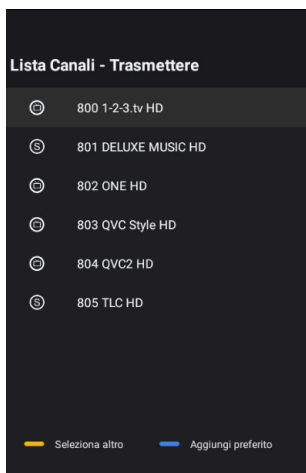 Lista Canali - Trasmettere
800 1-2-3.tv HD
S 801 DELUXE MUSIC HD
802 ONE HD
803 QVC Style HD
804 QVC2 HD
S 805 TLC HD
Seleziona altro Aggiungi preferito